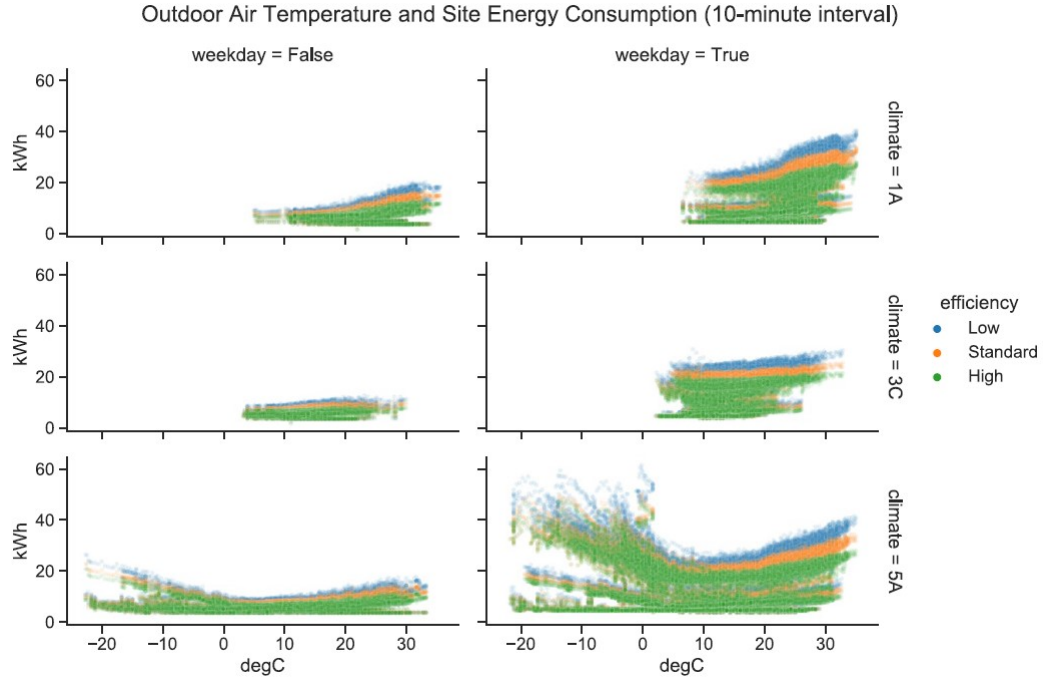 Outdoor Air Temperature and Site Energy Consumption (10-minute interval)
weekday = False
weekday = True
60
40
20
0
kWh
climate = 1A
60
40
20
0
kWh
climate = 3C
efficiency
Low
Standard
High
60
40
20
0
kWh
climate = 5A
−20 −10 0 10 20 30
−20 −10 0 10 20 30
degC
degC